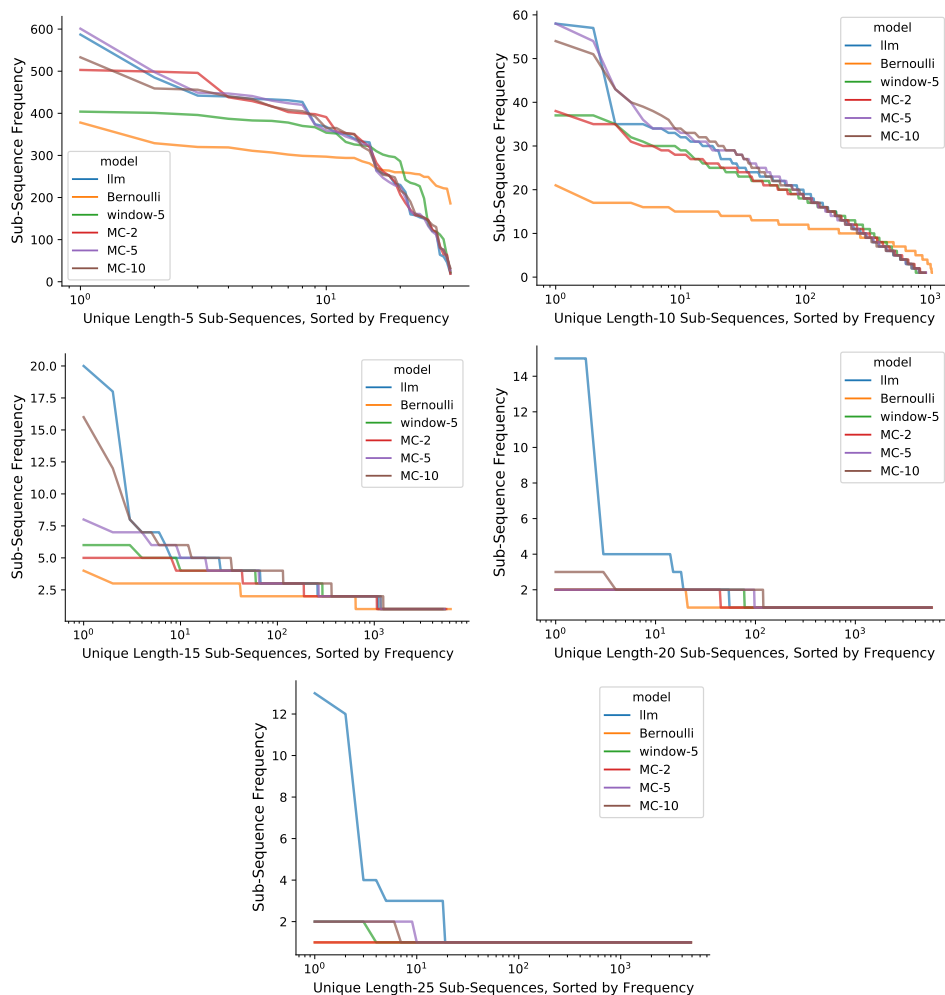 600
500
400
300
200
100
0
Sub-Sequence Frequency
model
llm
Bernoulli
window-5
MC-2
MC-5
MC-10
10^0
10^1
Unique Length-5 Sub-Sequences, Sorted by Frequency
60
50
40
30
20
10
0
Sub-Sequence Frequency
model
llm
Bernoulli
window-5
MC-2
MC-5
MC-10
10^0
10^1
10^2
10^3
Unique Length-10 Sub-Sequences, Sorted by Frequency
20.0
17.5
15.0
12.5
10.0
7.5
5.0
2.5
Sub-Sequence Frequency
model
llm
Bernoulli
window-5
MC-2
MC-5
MC-10
10^0
10^1
10^2
10^3
Unique Length-15 Sub-Sequences, Sorted by Frequency
14
12
10
8
6
4
2
Sub-Sequence Frequency
model
llm
Bernoulli
window-5
MC-2
MC-5
MC-10
10^0
10^1
10^2
10^3
Unique Length-20 Sub-Sequences, Sorted by Frequency
12
10
8
6
4
2
Sub-Sequence Frequency
model
llm
Bernoulli
window-5
MC-2
MC-5
MC-10
10^0
10^1
10^2
10^3
Unique Length-25 Sub-Sequences, Sorted by Frequency